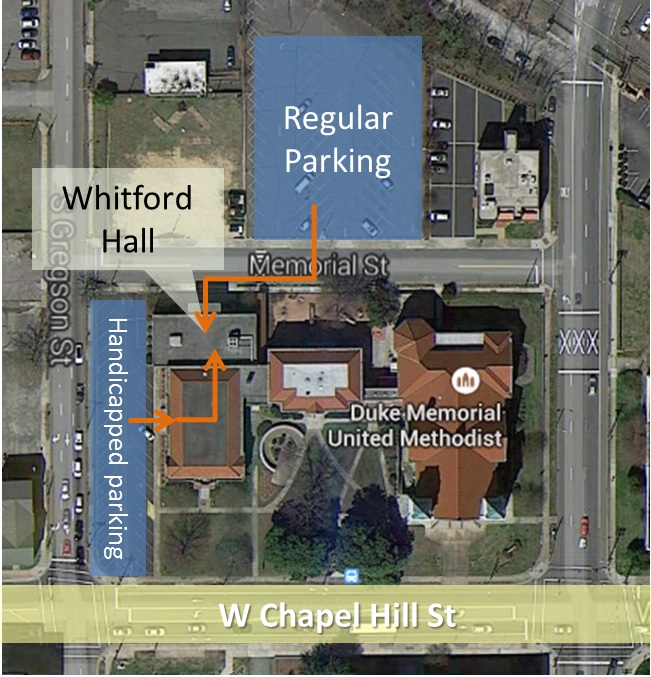 Regular
Parking
Whitford
Hall
S Gregson St
Memorial St
Handicapped parking
Duke Memorial
United Methodist
W Chapel Hill St